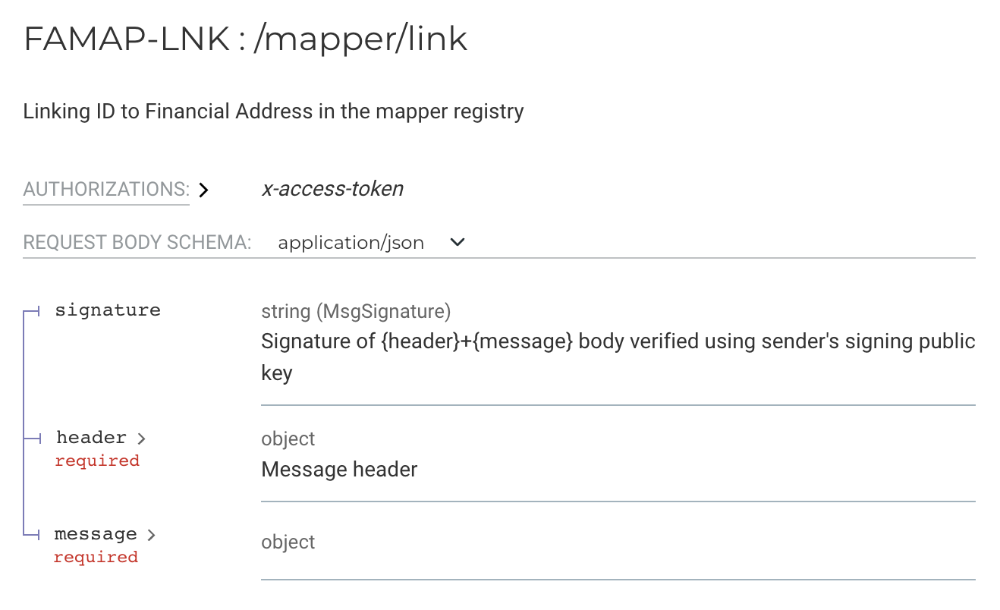 FAMAP-LNK : /mapper/link
Linking ID to Financial Address in the mapper registry
AUTHORIZATIONS: x-access-token
REQUEST BODY SCHEMA: application/json
signature string (MsgSignature)
Signature of {header}+{message} body verified using sender's signing public
key
header object
required Message header
message object
required